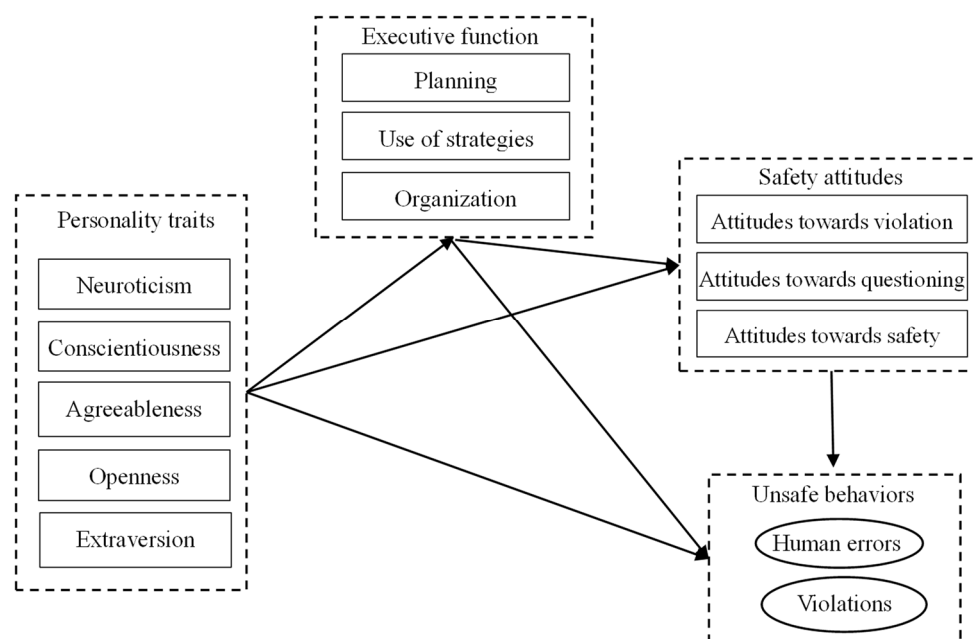 Executive function
Planning
Use of strategies
Organization
Personality traits
Neuroticism
Conscientiousness
Agreeableness
Openness
Extraversion
Safety attitudes
Attitudes towards violation
Attitudes towards questioning
Attitudes towards safety
Unsafe behaviors
Human errors
Violations